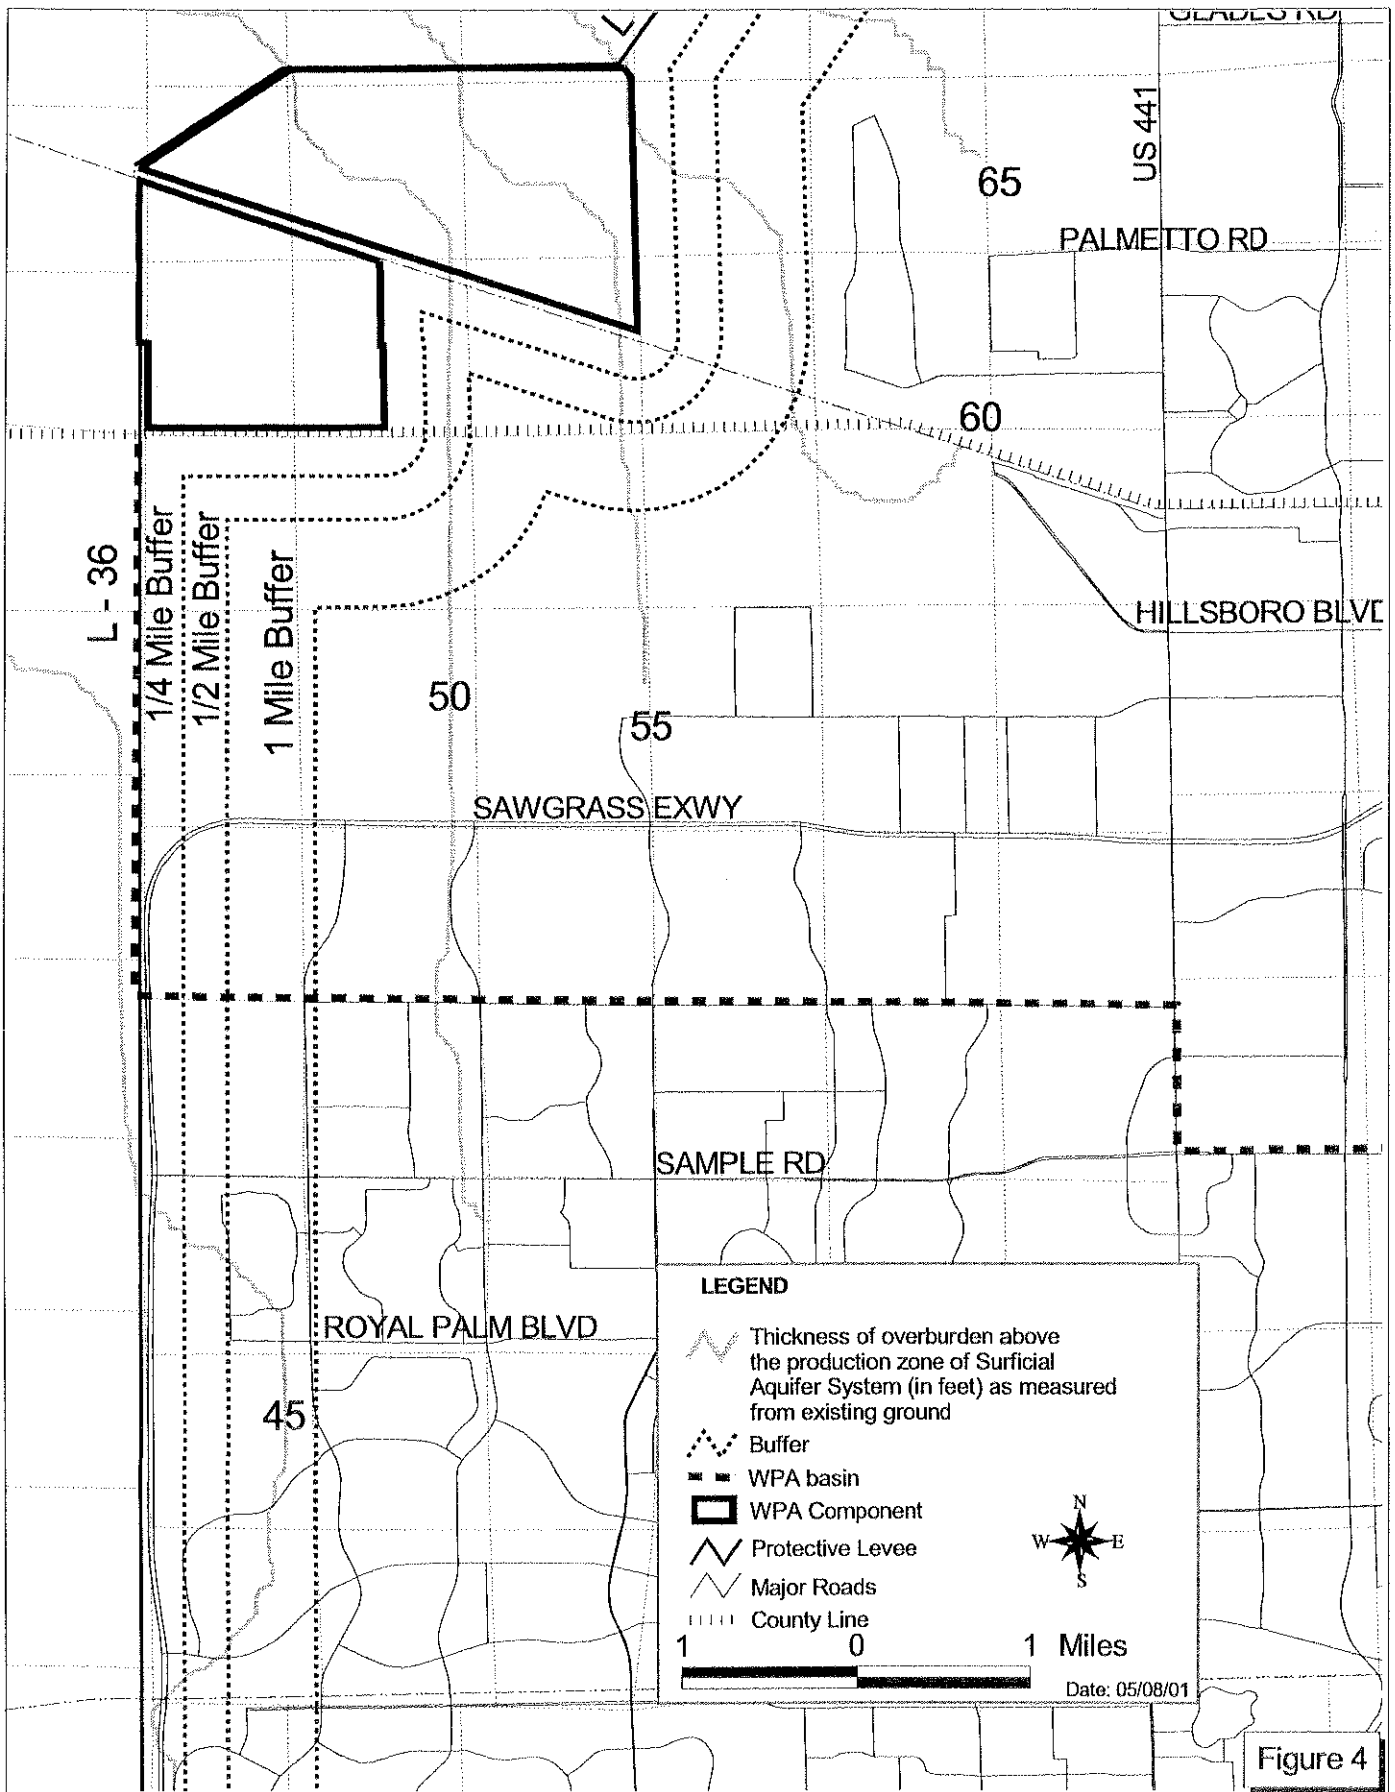 GLADES RD
L
US 441
65
PALMETTO RD
60
L - 36
1/4 Mile Buffer
1/2 Mile Buffer
1 Mile Buffer
HILLSBORO BLVD
50
55
SAWGRASS EXWY
SAMPLE RD
ROYAL PALM BLVD
45
LEGEND
Thickness of overburden above
the production zone of Surficial
Aquifer System (in feet) as measured
from existing ground
Buffer
WPA basin
WPA Component
Protective Levee
Major Roads
County Line
N
W E
S
1 0 1 Miles
Date: 05/08/01
Figure 4